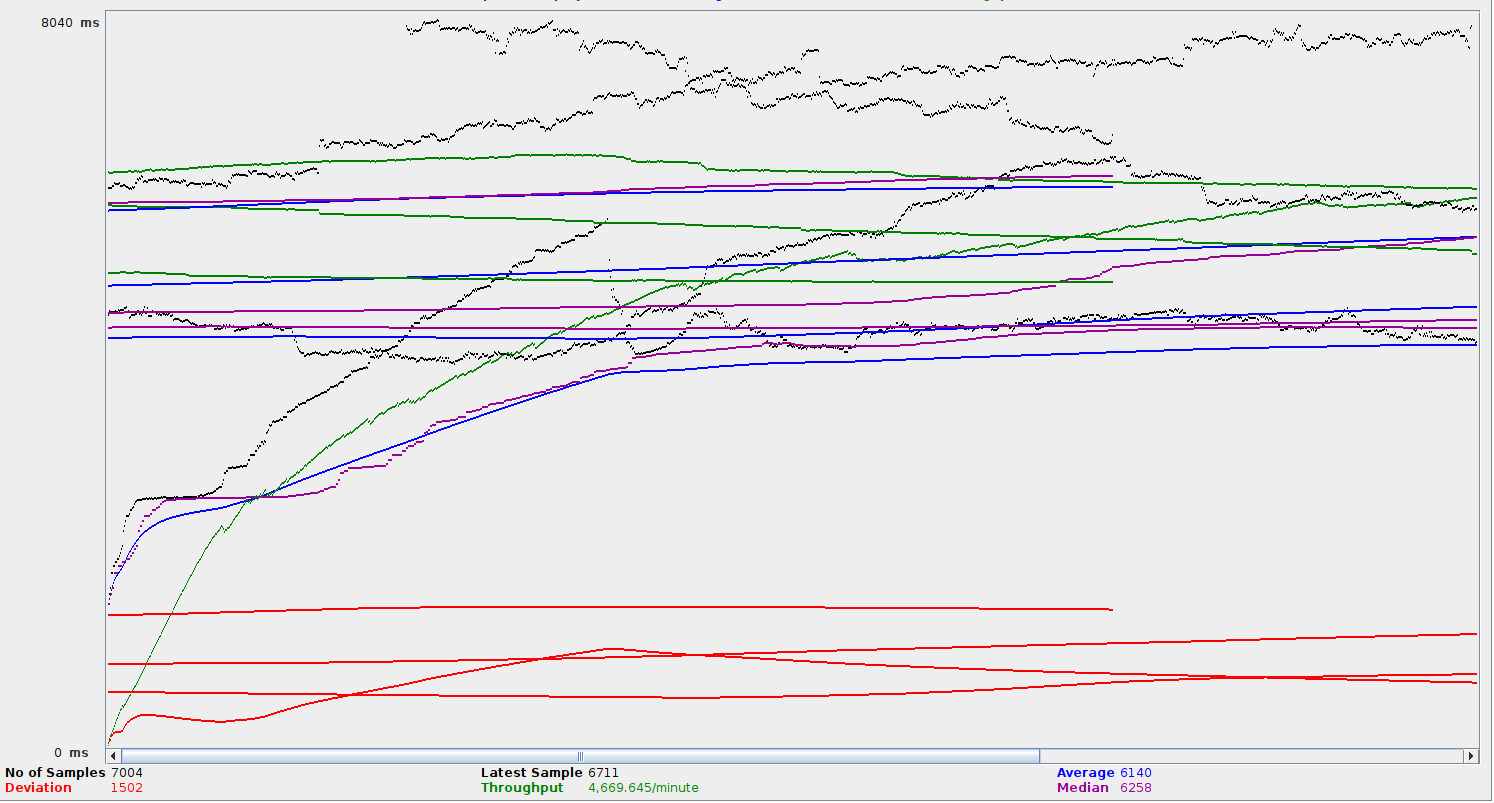 8040 ms
0 ms
No of Samples 7004 Latest Sample 6711 Average 6140
Deviation 1502 Throughput 4,669.645/minute Median 6258